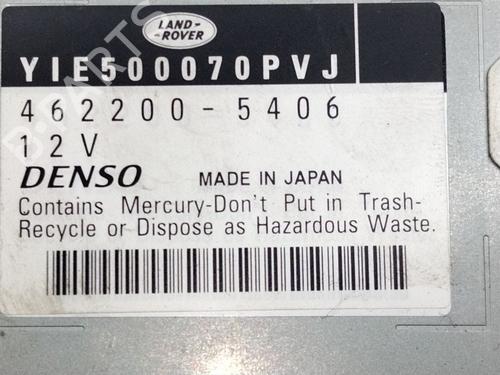 LAND-
-ROVER
YIE500070PVJ
462200-5406
12V
DENSO MADE IN JAPAN
Contains Mercury-Don't Put in Trash-
Recycle or Dispose as Hazardous Waste.
B-PARTS